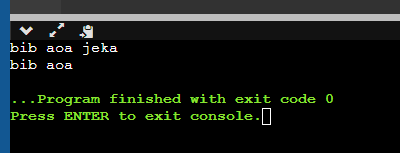 bib aoa jeka
bib aoa
...Program finished with exit code 0
Press ENTER to exit console.